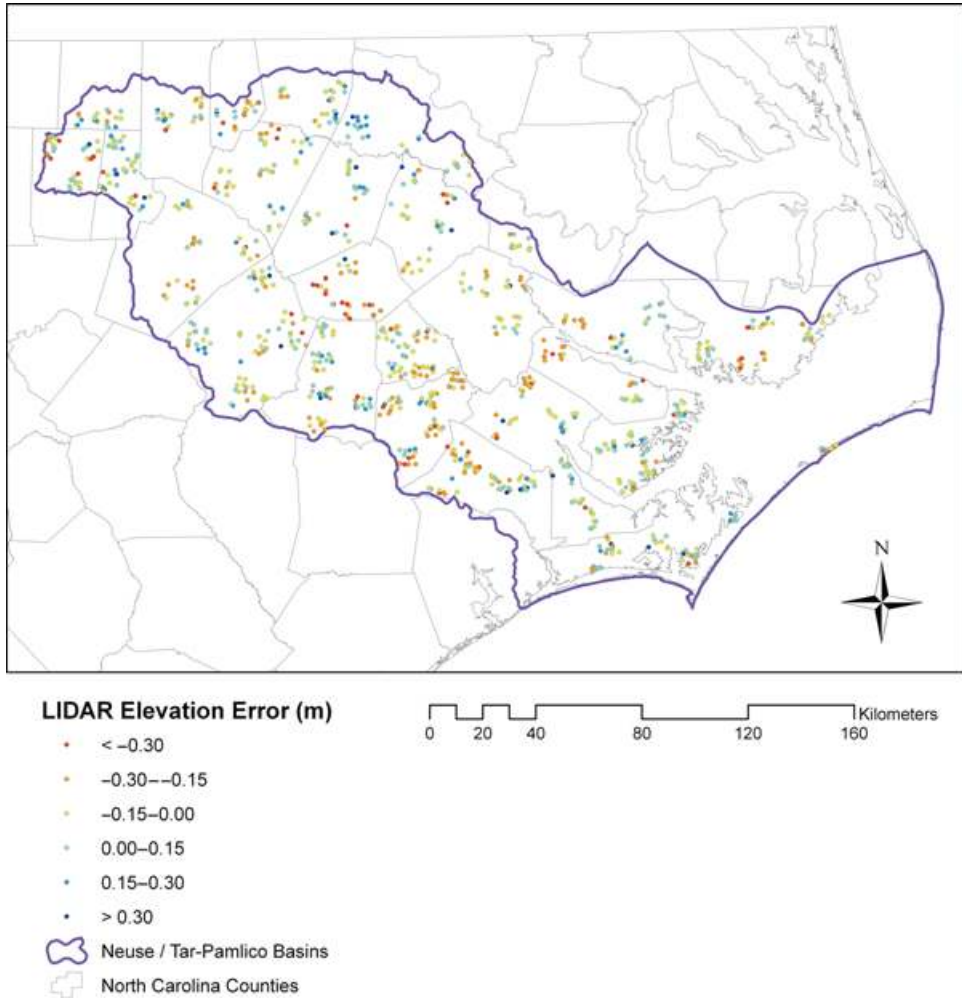 N
LIDAR Elevation Error (m)
Kilometers
0 20 40 80 120 160
< −0.30
−0.30–−0.15
−0.15–0.00
0.00–0.15
0.15–0.30
> 0.30
Neuse / Tar-Pamlico Basins
North Carolina Counties